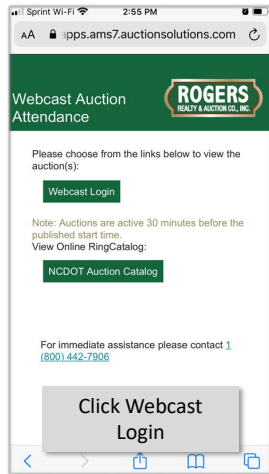 Sprint Wi-Fi 2:55 PM
AA apps.ams7.auctionsolutions.com
Webcast Auction
Attendance
ROGERS
REALTY & AUCTION CO., INC.
Please choose from the links below to view the
auction(s):
Webcast Login
Note: Auctions are active 30 minutes before the
published start time.
View Online RingCatalog:
NCDOT Auction Catalog
For immediate assistance please contact 1
(800) 442-7906
Click Webcast
Login